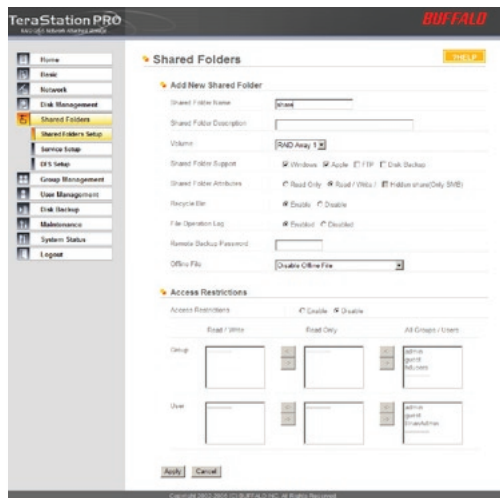 TeraStation PRO
RAID GbE Network Attached Storage
BUFFALO
Home
Basic
Network
Disk Management
Shared Folders
Shared Folders Setup
Service Setup
DFS Setup
Group Management
User Management
Disk Backup
Maintenance
System Status
Logout
Shared Folders
HELP
Add New Shared Folder
Shared Folder Name share
Shared Folder Description
Volume RAID Array 1
Shared Folder Support Windows Apple FTP Disk Backup
Shared Folder Attributes Read Only Read / Write / Hidden share(Only SMB)
Recycle Bin Enable Disable
File Operation Log Enabled Disabled
Remote Backup Password
Offline File Disable Offline File
Access Restrictions
Access Restrictions Enable Disable
Read / Write Read Only All Groups / Users
Group
admin
guest
hdusers
User
admin
guest
Apply Cancel